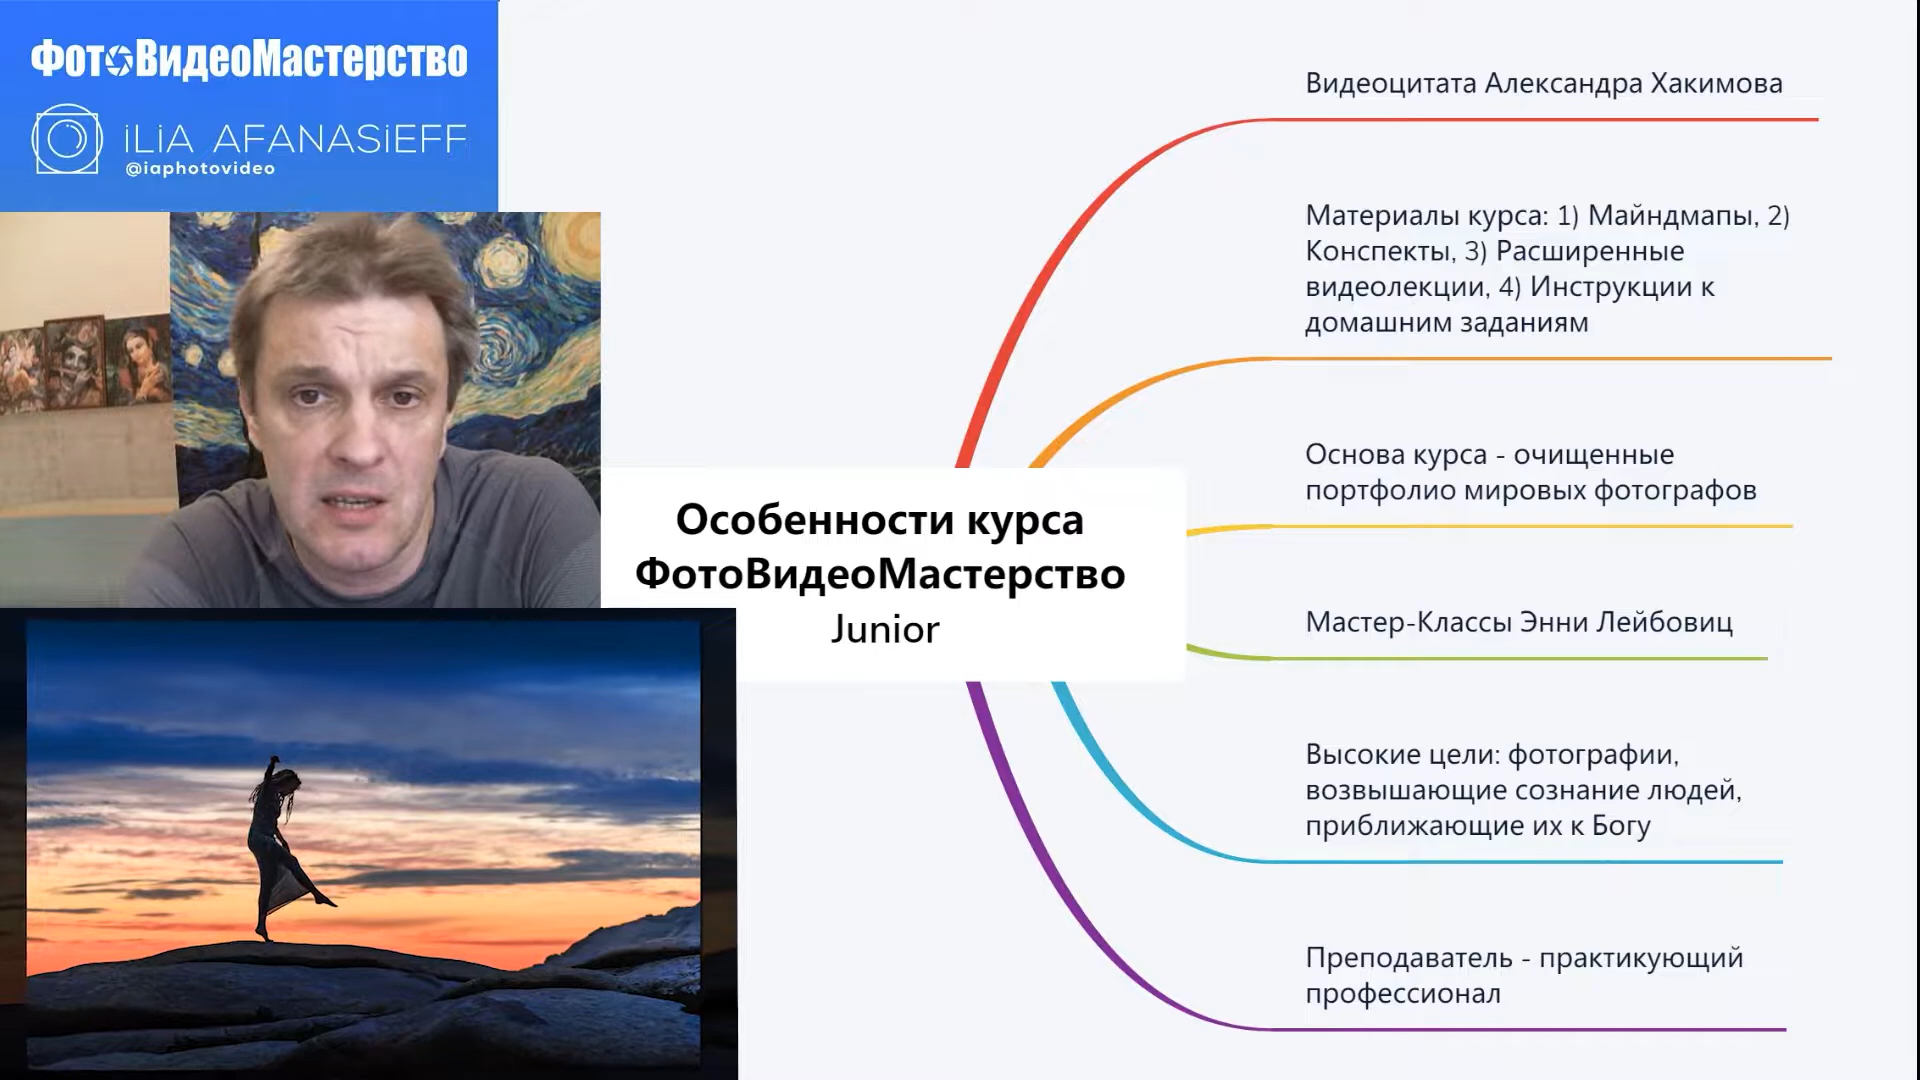 ФотоВидеоМастерство
iLiA AFANASiEFF
@iaphotovideo
Особенности курса
ФотоВидеоМастерство
Junior
Видеоцитата Александра Хакимова
Материалы курса: 1) Майндмапы, 2)
Конспекты, 3) Расширенные
видеолекции, 4) Инструкции к
домашним заданиям
Основа курса - очищенные
портфолио мировых фотографов
Мастер-Классы Энни Лейбовиц
Высокие цели: фотографии,
возвышающие сознание людей,
приближающие их к Богу
Преподаватель - практикующий
профессионал